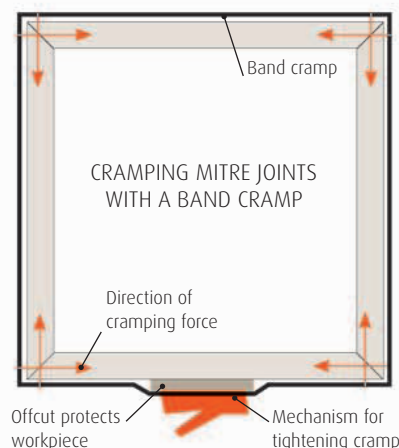 Band cramp
CRAMPING MITRE JOINTS
WITH A BAND CRAMP
Direction of
cramping force
Offcut protects
workpiece
Mechanism for
tightening cramp